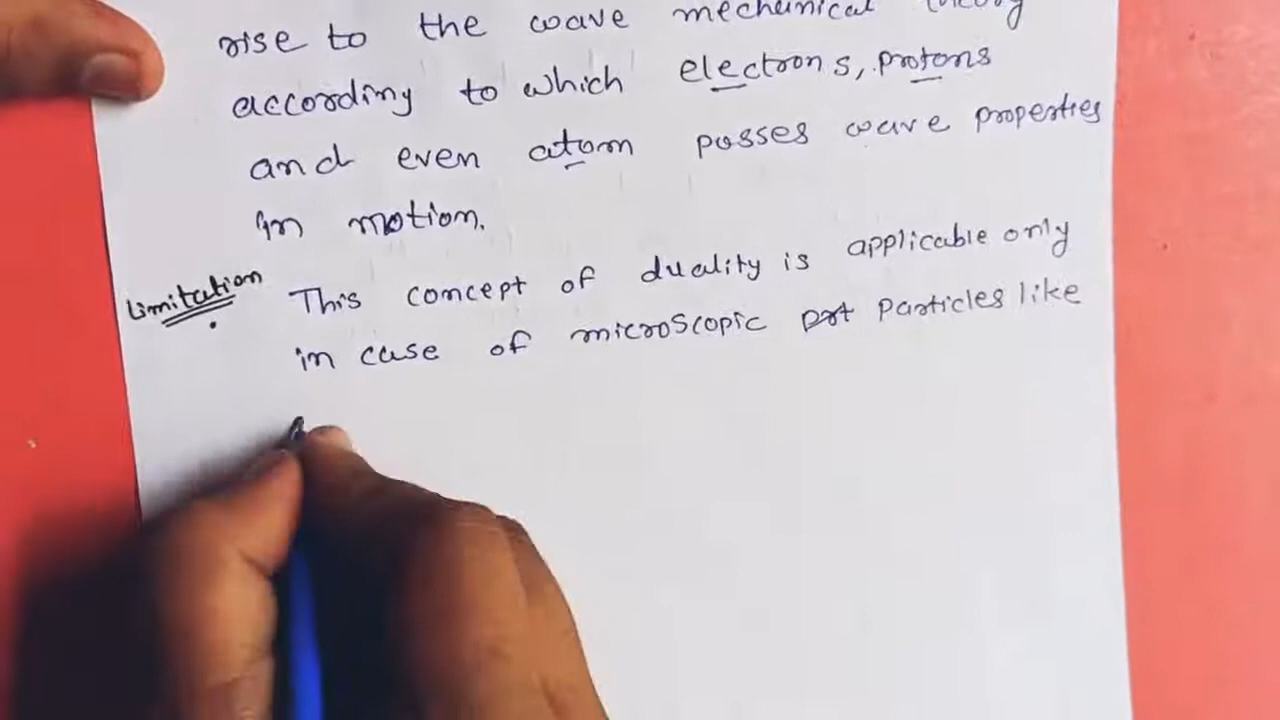 rise to the wave mechanical theory
according to which electrons, protons
and even atom posses wave properties
in motion.
Limitation This concept of duality is applicable only
in case of microscopic prt particles like